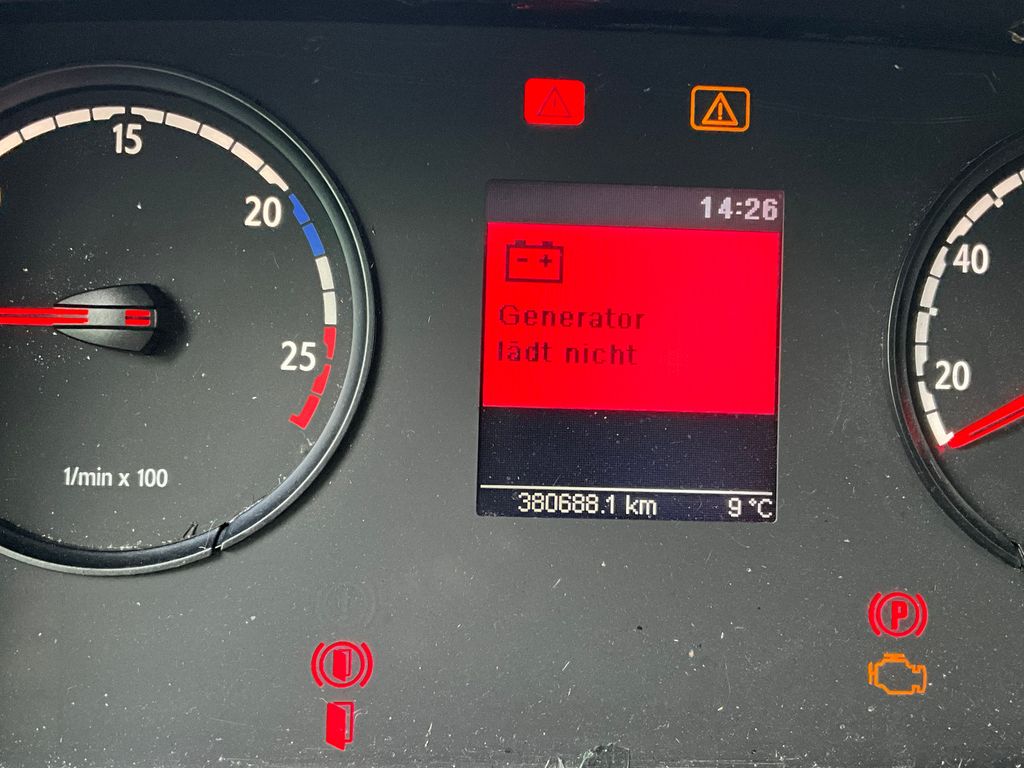 15
20
25
1/min x 100
14:26
- +
Generator
lädt nicht
380688.1 km 9 °C
40
20
P